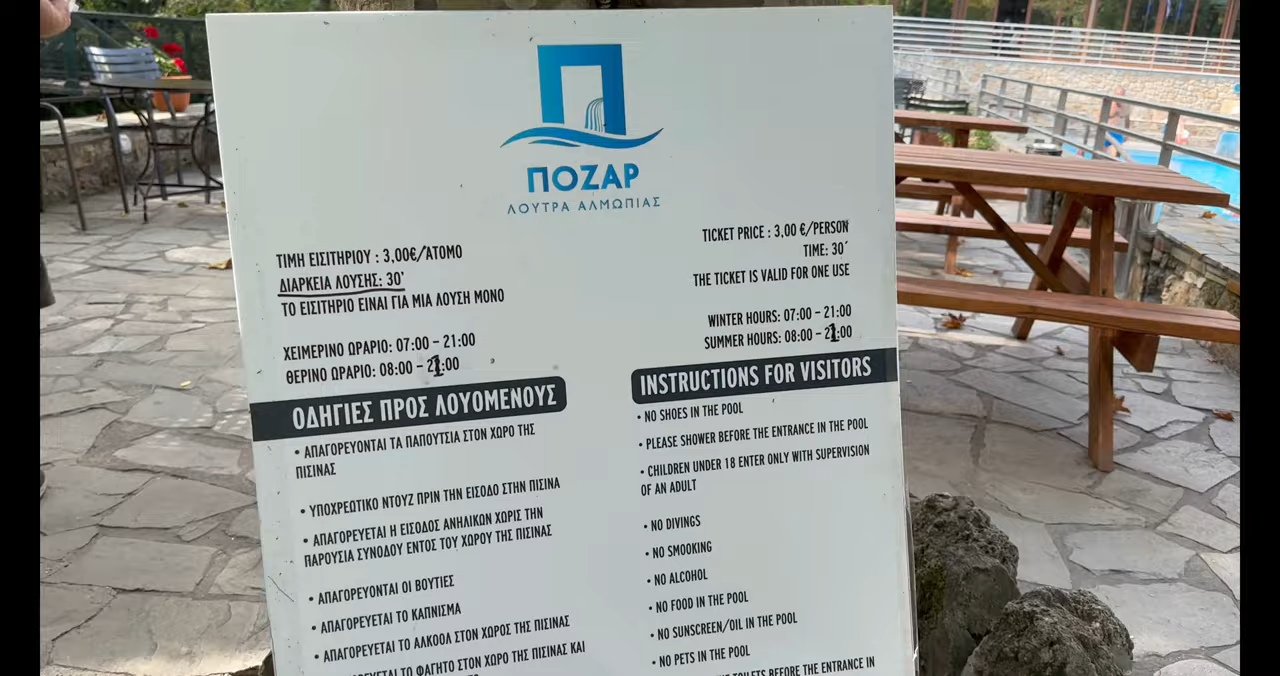 ΠΟΖΑΡ
ΛΟΥΤΡΑ ΑΛΜΩΠΙΑΣ
ΤΙΜΗ ΕΙΣΙΤΗΡΙΟΥ : 3,00€/ΑΤΟΜΟ
ΔΙΑΡΚΕΙΑ ΛΟΥΣΗΣ: 30'
ΤΟ ΕΙΣΙΤΗΡΙΟ ΕΙΝΑΙ ΓΙΑ ΜΙΑ ΛΟΥΣΗ ΜΟΝΟ
ΧΕΙΜΕΡΙΝΟ ΩΡΑΡΙΟ: 07:00 – 21:00
ΘΕΡΙΝΟ ΩΡΑΡΙΟ: 08:00 – 21:00
ΟΔΗΓΙΕΣ ΠΡΟΣ ΛΟΥΟΜΕΝΟΥΣ
• ΑΠΑΓΟΡΕΥΟΝΤΑΙ ΤΑ ΠΑΠΟΥΤΣΙΑ ΣΤΟΝ ΧΩΡΟ ΤΗΣ
ΠΙΣΙΝΑΣ
• ΥΠΟΧΡΕΩΤΙΚΟ ΝΤΟΥΖ ΠΡΙΝ ΤΗΝ ΕΙΣΟΔΟ ΣΤΗΝ ΠΙΣΙΝΑ
• ΑΠΑΓΟΡΕΥΕΤΑΙ Η ΕΙΣΟΔΟΣ ΑΝΗΛΙΚΩΝ ΧΩΡΙΣ ΤΗΝ
ΠΑΡΟΥΣΙΑ ΣΥΝΟΔΟΥ ΕΝΤΟΣ ΤΟΥ ΧΩΡΟΥ ΤΗΣ ΠΙΣΙΝΑΣ
• ΑΠΑΓΟΡΕΥΟΝΤΑΙ ΟΙ ΒΟΥΤΙΕΣ
• ΑΠΑΓΟΡΕΥΕΤΑΙ ΤΟ ΚΑΠΝΙΣΜΑ
• ΑΠΑΓΟΡΕΥΕΤΑΙ ΤΟ ΑΛΚΟΟΛ ΣΤΟΝ ΧΩΡΟΣ ΤΗΣ ΠΙΣΙΝΑΣ
ΤΟ ΦΑΓΗΤΟ ΣΤΟΝ ΧΩΡΟ ΤΗΣ ΠΙΣΙΝΑΣ ΚΑΙ
TICKET PRICE : 3,00 €/PERSON
TIME: 30´
THE TICKET IS VALID FOR ONE USE
WINTER HOURS: 07:00 – 21:00
SUMMER HOURS: 08:00 – 21:00
INSTRUCTIONS FOR VISITORS
• NO SHOES IN THE POOL
• PLEASE SHOWER BEFORE THE ENTRANCE IN THE POOL
• CHILDREN UNDER 18 ENTER ONLY WITH SUPERVISION
OF AN ADULT
• NO DIVINGS
• NO SMOOKING
• NO ALCOHOL
• NO FOOD IN THE POOL
• NO SUNSCREEN/OIL IN THE POOL
• NO PETS IN THE POOL
TOILETS BEFORE THE ENTRANCE IN